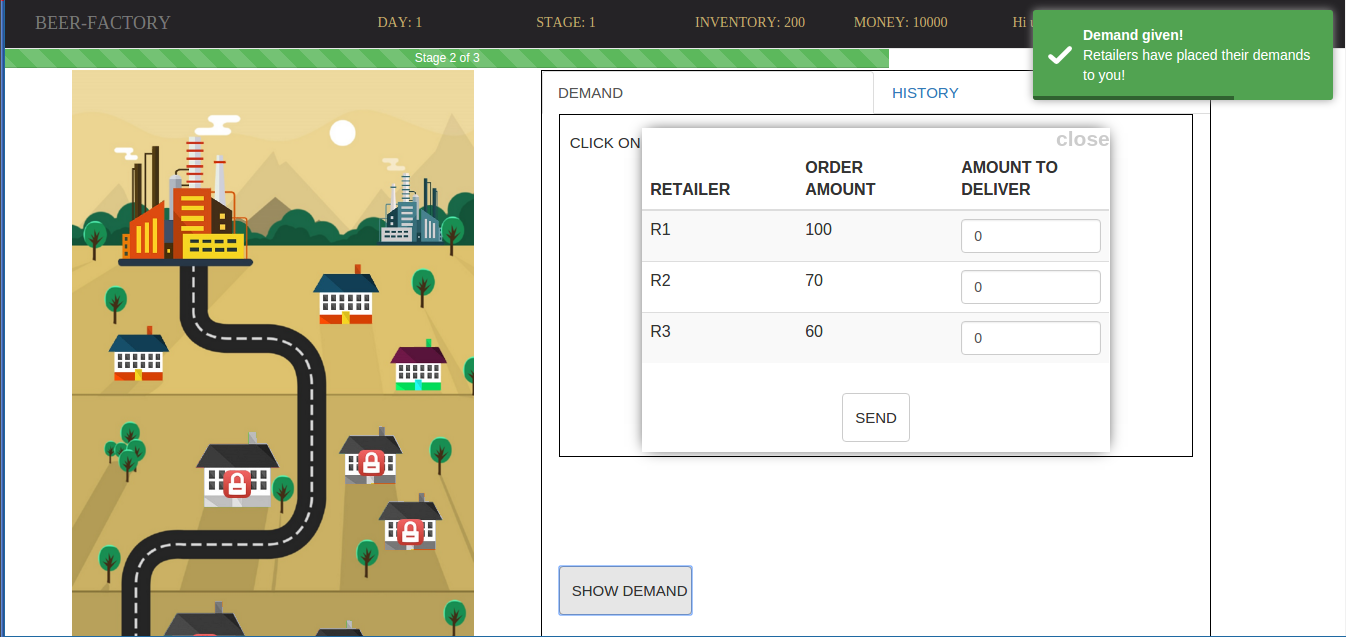 BEER-FACTORY
DAY: 1
STAGE: 1
INVENTORY: 200
MONEY: 10000
Hi
Demand given!
Retailers have placed their demands
to you!
Stage 2 of 3
DEMAND
HISTORY
CLICK ON
close
RETAILER
ORDER
AMOUNT
AMOUNT TO
DELIVER
R1 100 0
R2 70 0
R3 60 0
SEND
SHOW DEMAND